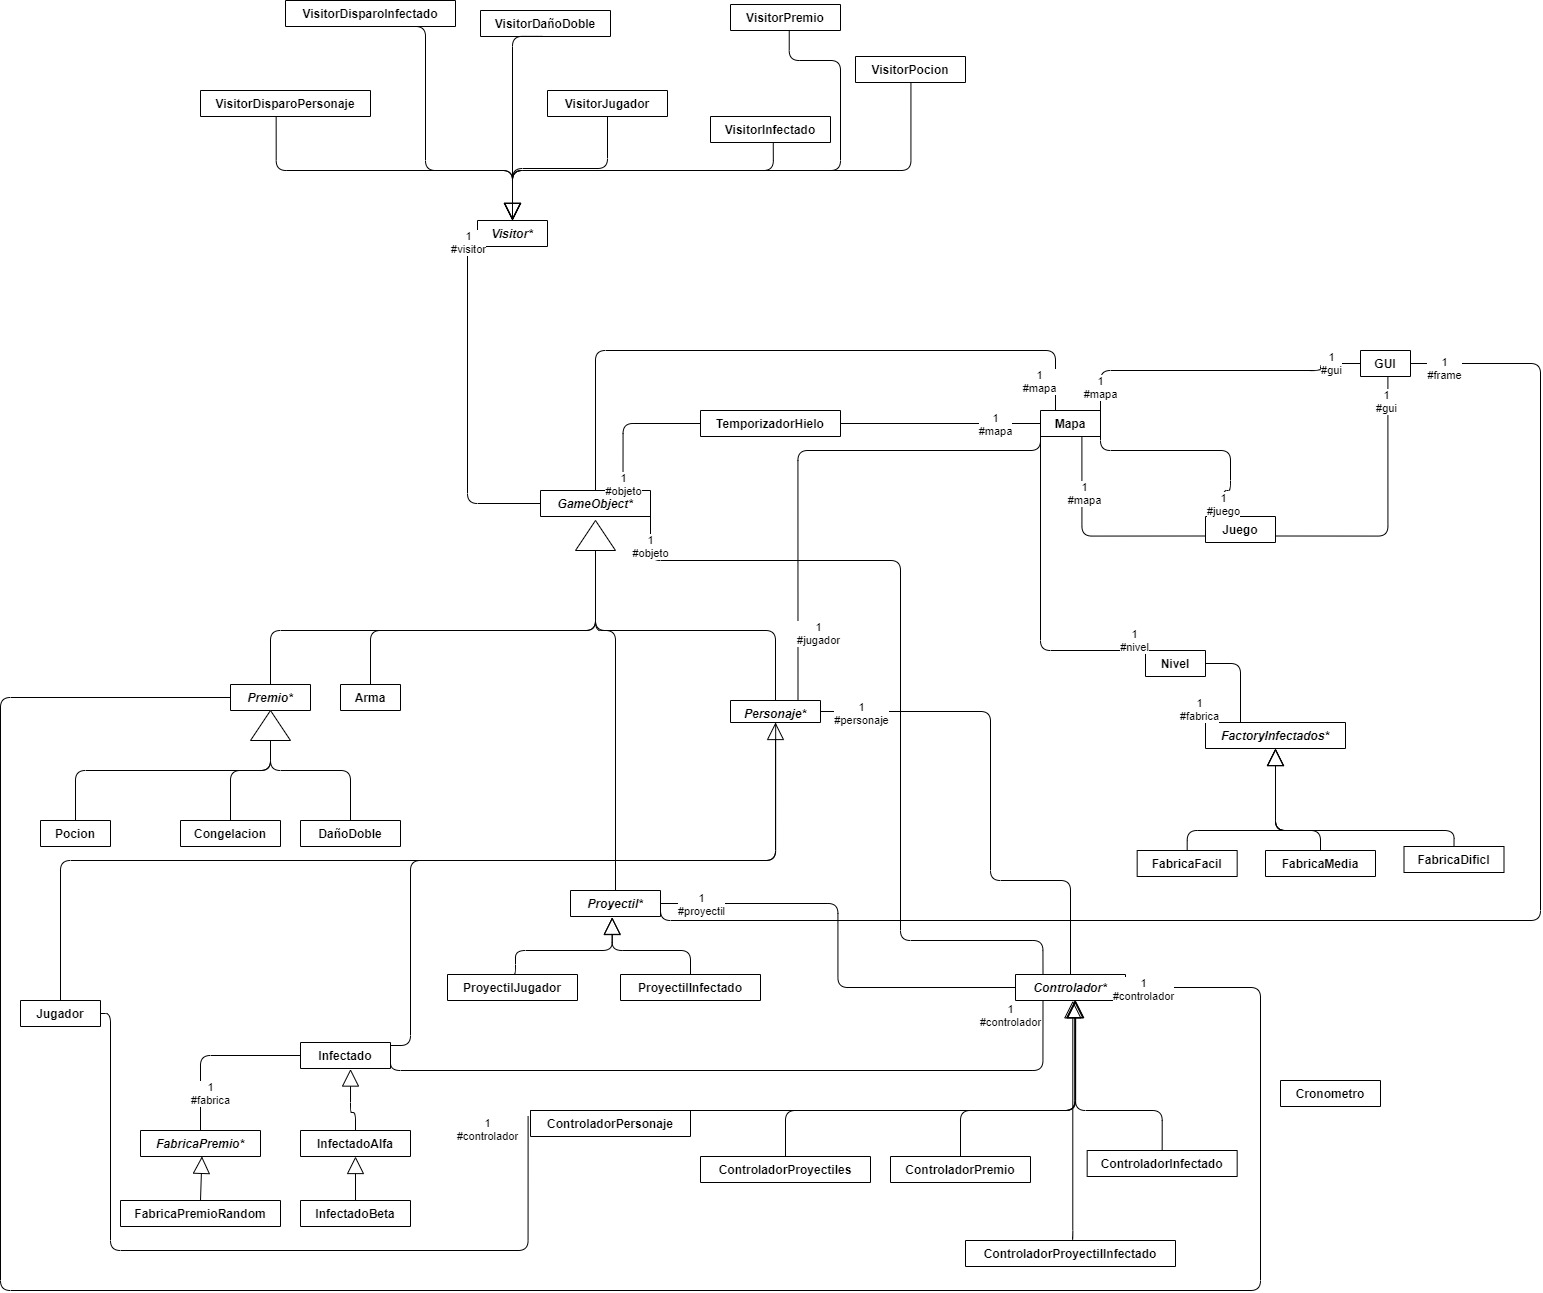 VisitorDisparoInfectado
VisitorDañoDoble
VisitorPremio
VisitorPocion
VisitorDisparoPersonaje
VisitorJugador
VisitorInfectado
Visitor*
1
#visitor
1
#mapa
1
#mapa
1
#gui
GUI
1
#frame
1
#gui
TemporizadorHielo
1
#mapa
Mapa
1
#objeto
GameObject*
1
#mapa
1
#juego
Juego
1
#objeto
1
#jugador
1
#nivel
Nivel
Premio*
Arma
Personaje*
1
#personaje
1
#fabrica
FactoryInfectados*
Pocion
Congelacion
DañoDoble
FabricaFacil
FabricaMedia
FabricaDificl
Proyectil*
1
#proyectil
ProyectilJugador
ProyectilInfectado
Controlador*
1
#controlador
Jugador
1
#controlador
Infectado
1
#fabrica
Cronometro
FabricaPremio*
InfectadoAlfa
1
#controlador
ControladorPersonaje
ControladorProyectiles
ControladorPremio
ControladorInfectado
FabricaPremioRandom
InfectadoBeta
ControladorProyectilInfectado